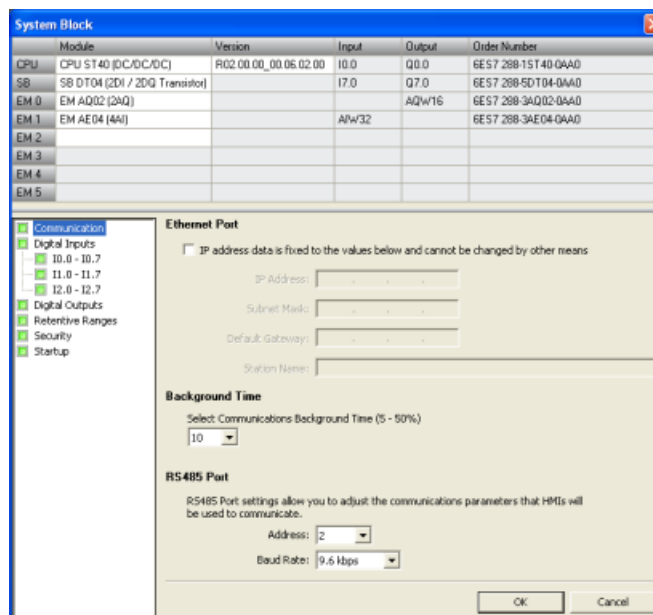 System Block
Module Version Input Output Order Number
CPU CPU ST40 (DC/DC/DC) R02.00.00_00.06.02.00 I0.0 Q0.0 6ES7 288-1ST40-0AA0
SB SB DT04 (2DI / 2DQ Transistor) I7.0 Q7.0 6ES7 288-5DT04-0AA0
EM 0 EM AQ02 (2AQ) AQW16 6ES7 288-3AQ02-0AA0
EM 1 EM AE04 (4AI) AIW32 6ES7 288-3AE04-0AA0
EM 2
EM 3
EM 4
EM 5
Communication
Digital Inputs
I0.0 - I0.7
I1.0 - I1.7
I2.0 - I2.7
Digital Outputs
Retentive Ranges
Security
Startup
Ethernet Port
IP address data is fixed to the values below and cannot be changed by other means
IP Address: . . .
Subnet Mask: . . .
Default Gateway: . . .
Station Name:
Background Time
Select Communications Background Time (5 - 50%)
10
RS485 Port
RS485 Port settings allow you to adjust the communications parameters that HMIs will
be used to communicate.
Address: 2
Baud Rate: 9.6 kbps
OK Cancel